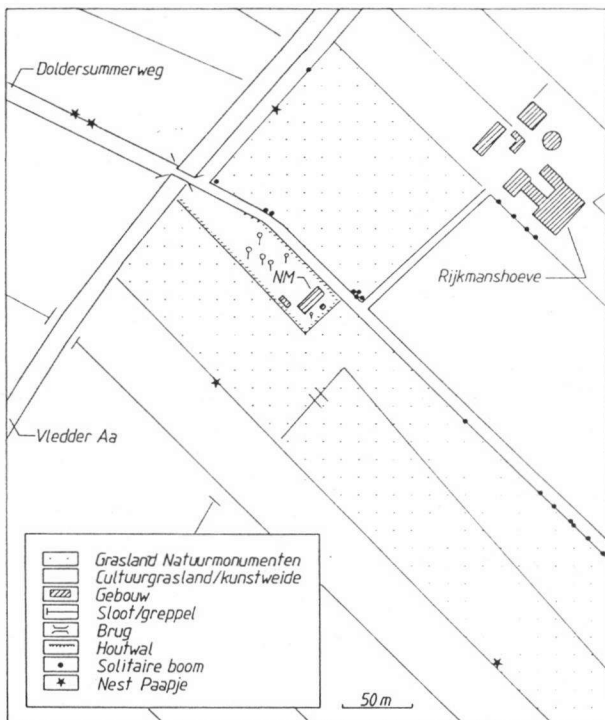 Doldersummerweg
NM
Rijkmanshoeve
Vledder Aa
Grasland Natuurmonumenten
Cultuurgrasland/kunstweide
Gebouw
Sloot/greppel
Brug
Houtwal
Solitaire boom
Nest Paapje
50 m